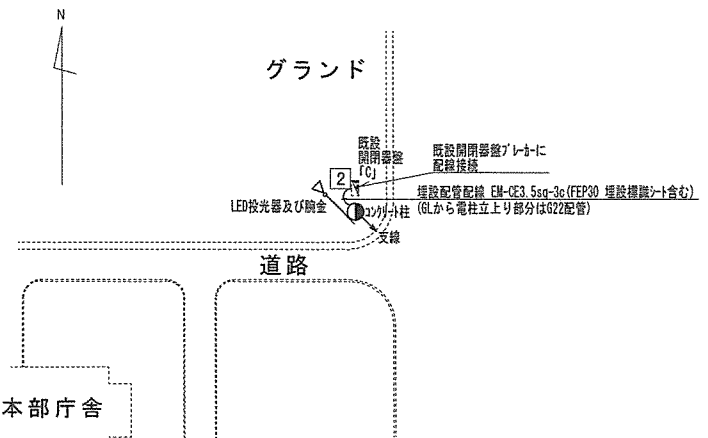 N
グランド
既設
開閉器盤
「C」
既設開閉器盤ブレーカーに
配線接続
2
埋設配管配線 EM-CE3.5sq-3c(FEP30 埋設標識シート含む)
(GLから電柱立上り部分はG22配管)
LED投光器及び腕金
コンクリート柱
支線
道路
本部庁舎